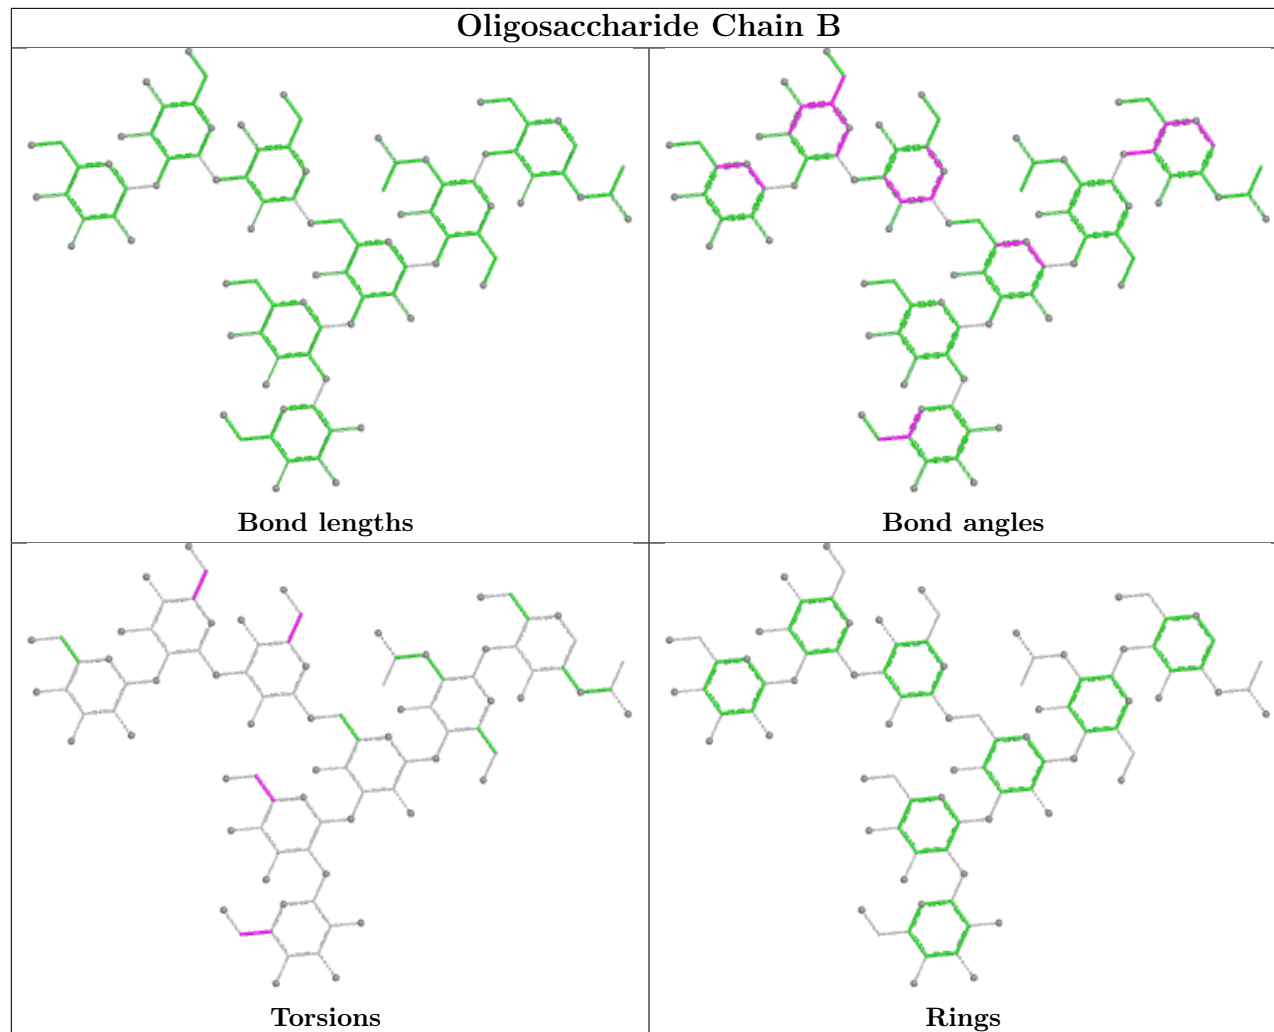 Oligosaccharide Chain B
Bond lengths
Bond angles
Torsions
Rings